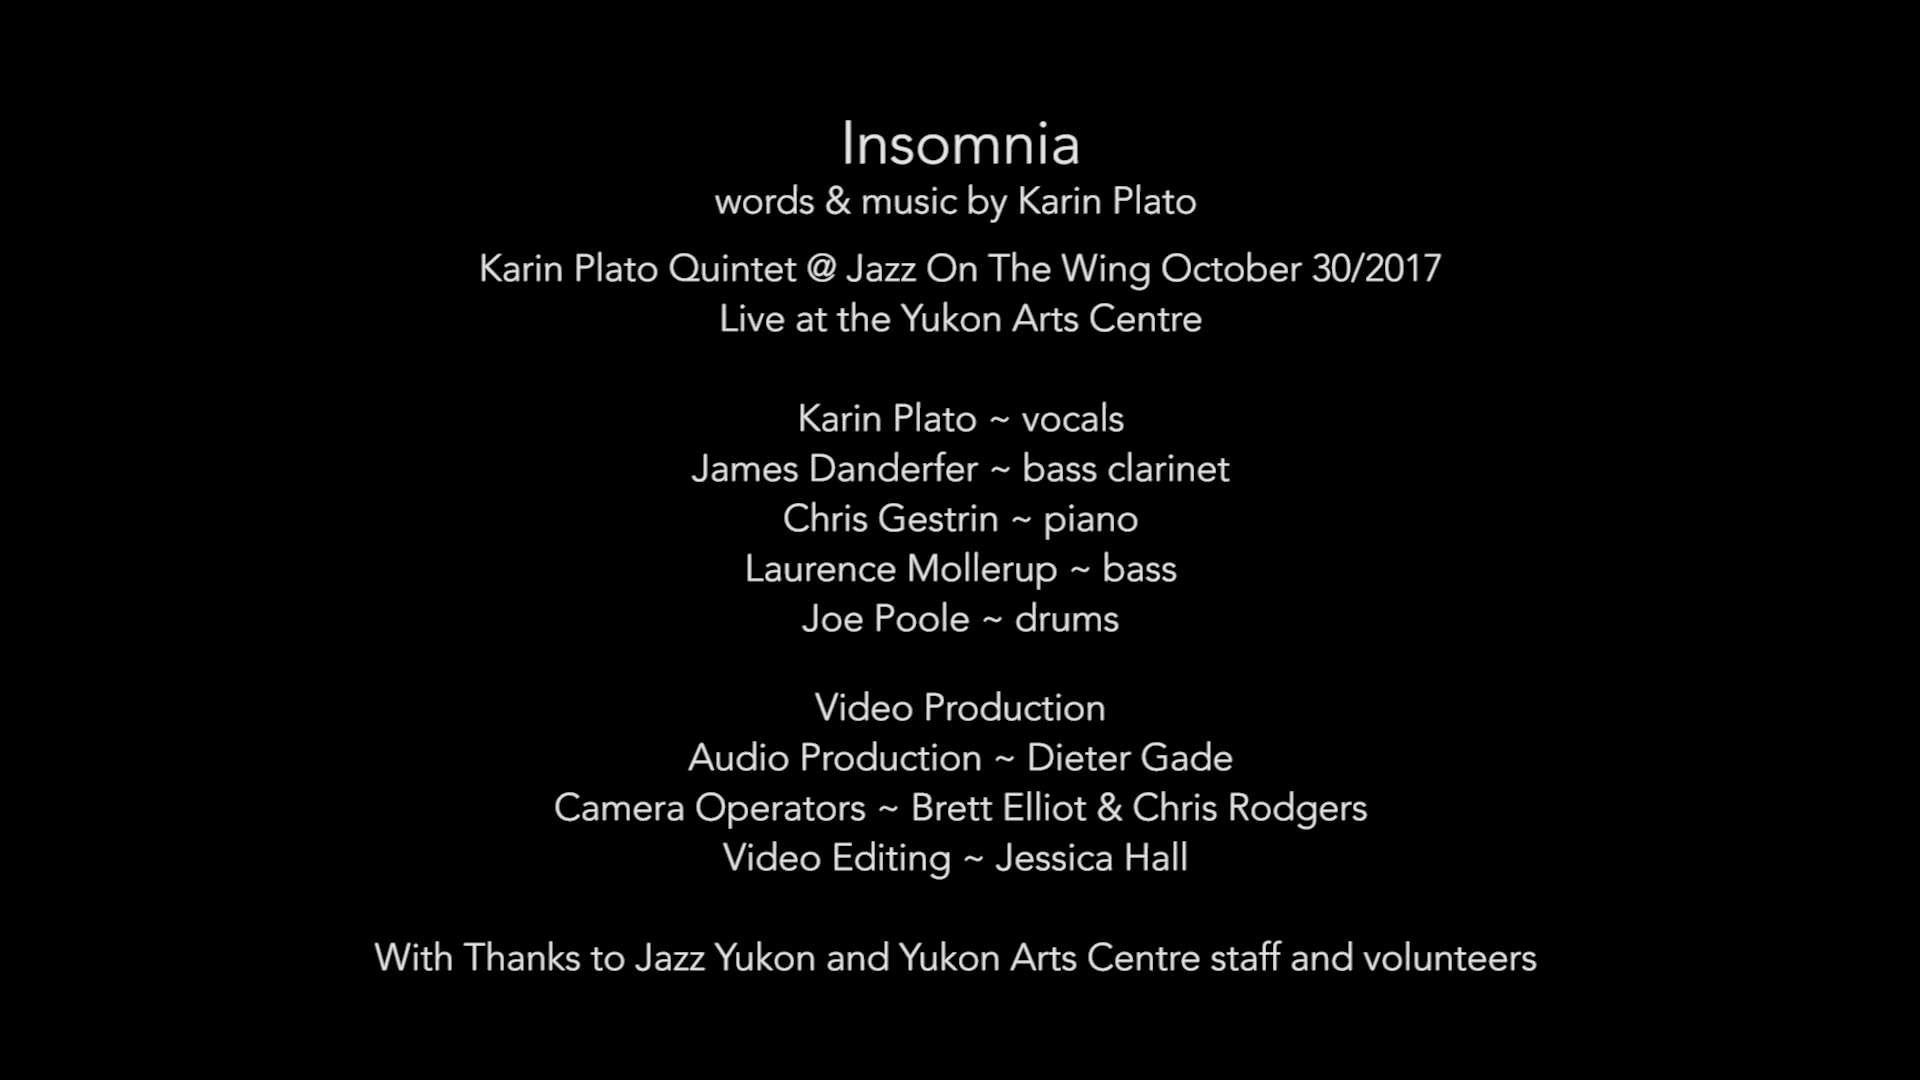 Insomnia
words & music by Karin Plato
Karin Plato Quintet @ Jazz On The Wing October 30/2017
Live at the Yukon Arts Centre
Karin Plato ~ vocals
James Danderfer ~ bass clarinet
Chris Gestrin ~ piano
Laurence Mollerup ~ bass
Joe Poole ~ drums
Video Production
Audio Production ~ Dieter Gade
Camera Operators ~ Brett Elliot & Chris Rodgers
Video Editing ~ Jessica Hall
With Thanks to Jazz Yukon and Yukon Arts Centre staff and volunteers